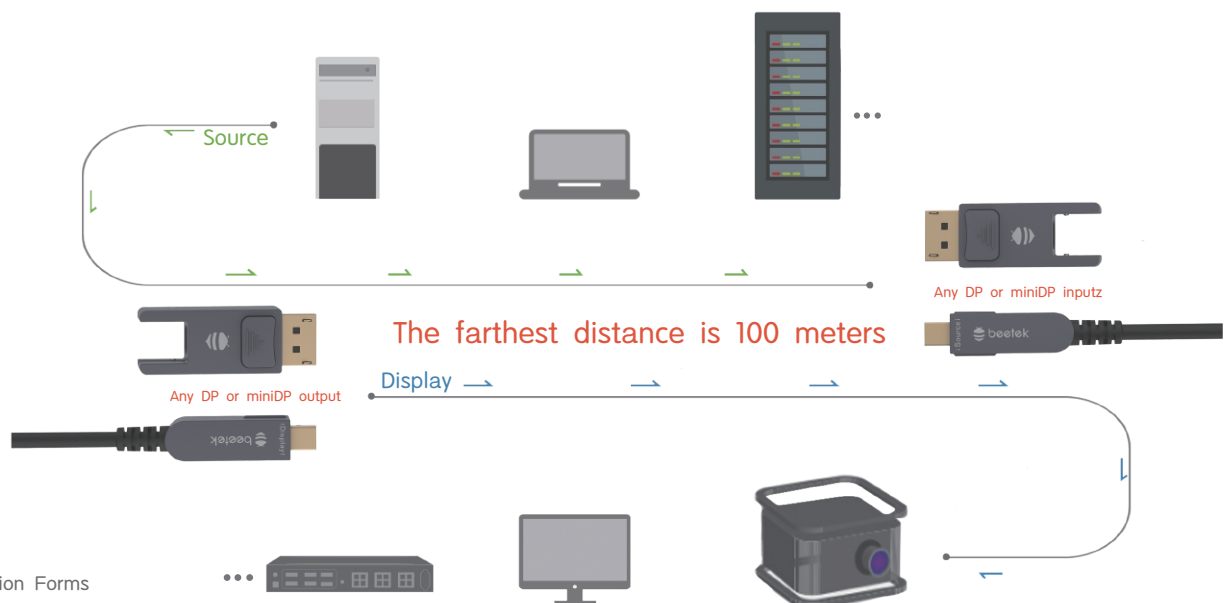 Source
Any DP or miniDP inputz
The farthest distance is 100 meters
|Source|
beetek
Any DP or miniDP output
Display
beetek
|Display|
ion Forms